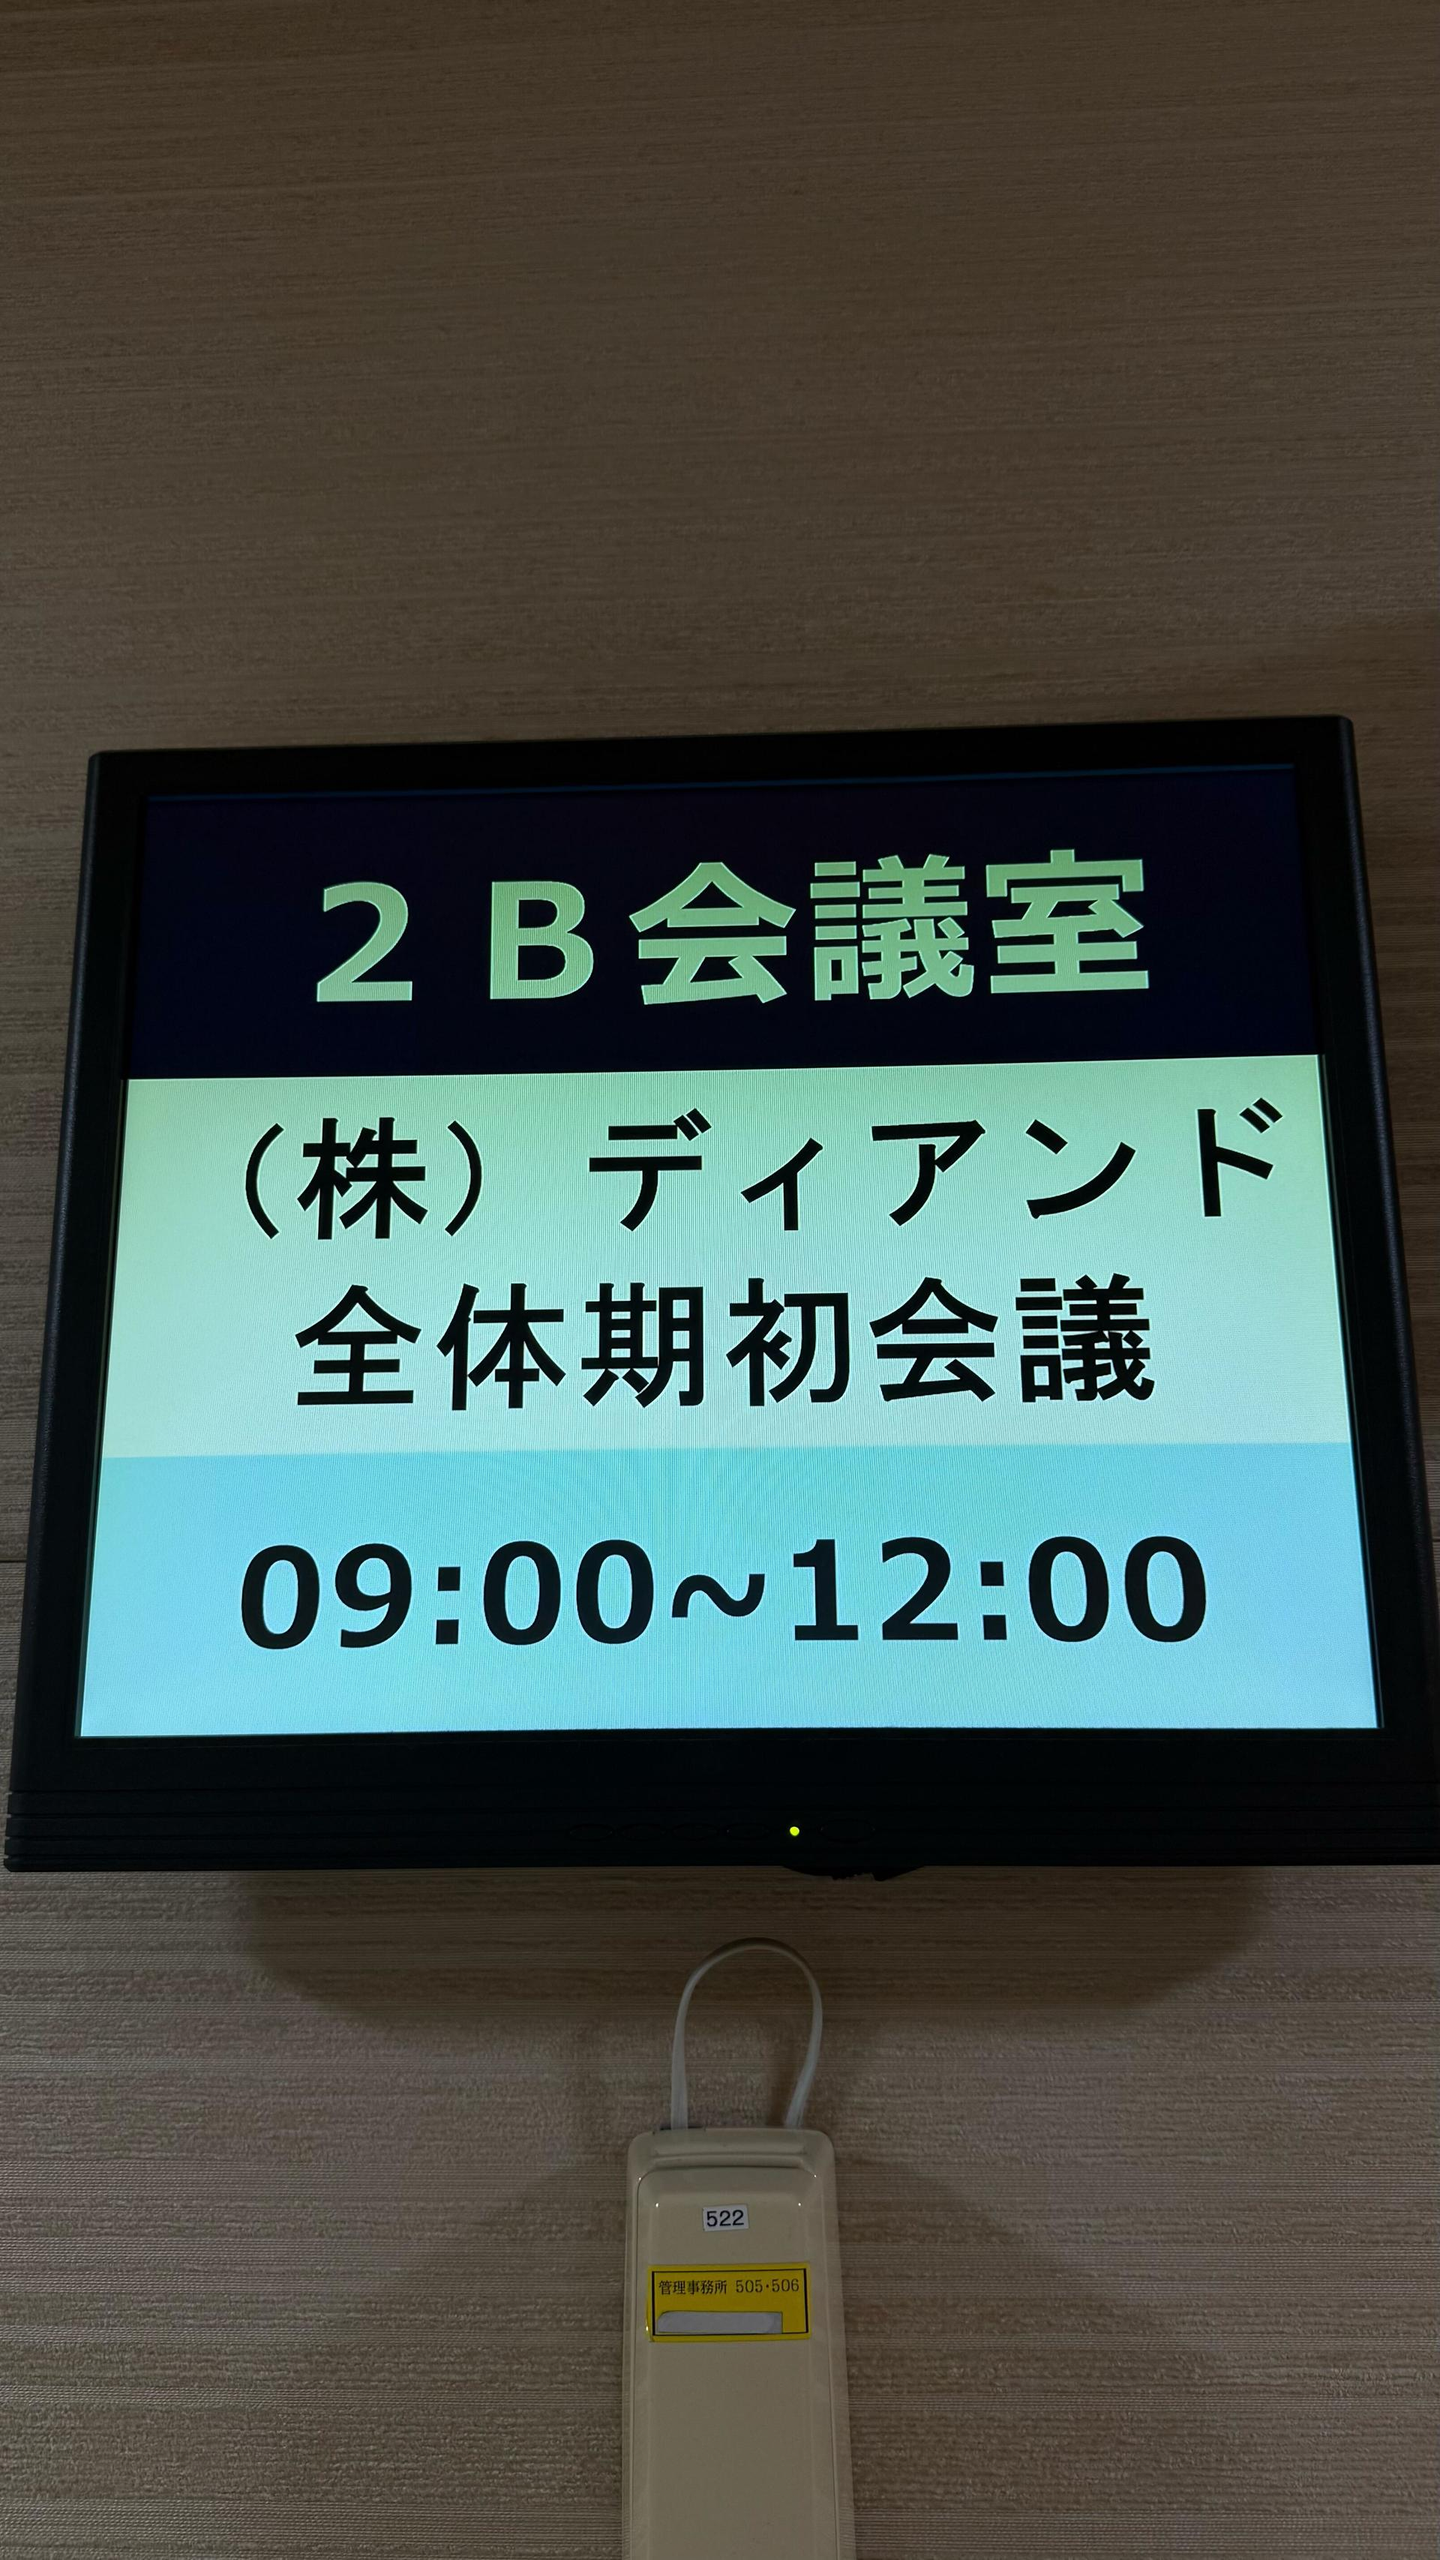 ２Ｂ会議室
（株）ディアンド
全体期初会議
09:00~12:00
522
管理事務所 505・506